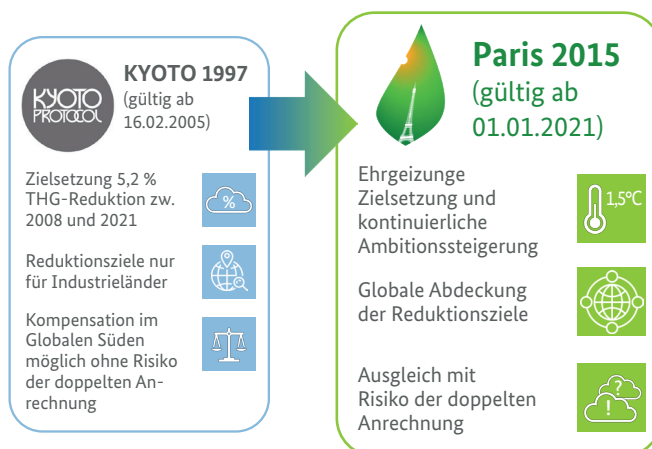 KYOTO
PROTOCOL
KYOTO 1997
(gültig ab
16.02.2005)
Zielsetzung 5,2 %
THG-Reduktion zw.
2008 und 2021
%
Reduktionsziele nur
für Industrieländer
Kompensation im
Globalen Süden
möglich ohne Risiko
der doppelten An-
rechnung
Paris 2015
(gültig ab
01.01.2021)
Ehrgeizunge
Zielsetzung und
kontinuierliche
Ambitionssteigerung
1,5°C
Globale Abdeckung
der Reduktionsziele
Ausgleich mit
Risiko der doppelten
Anrechnung
?
!